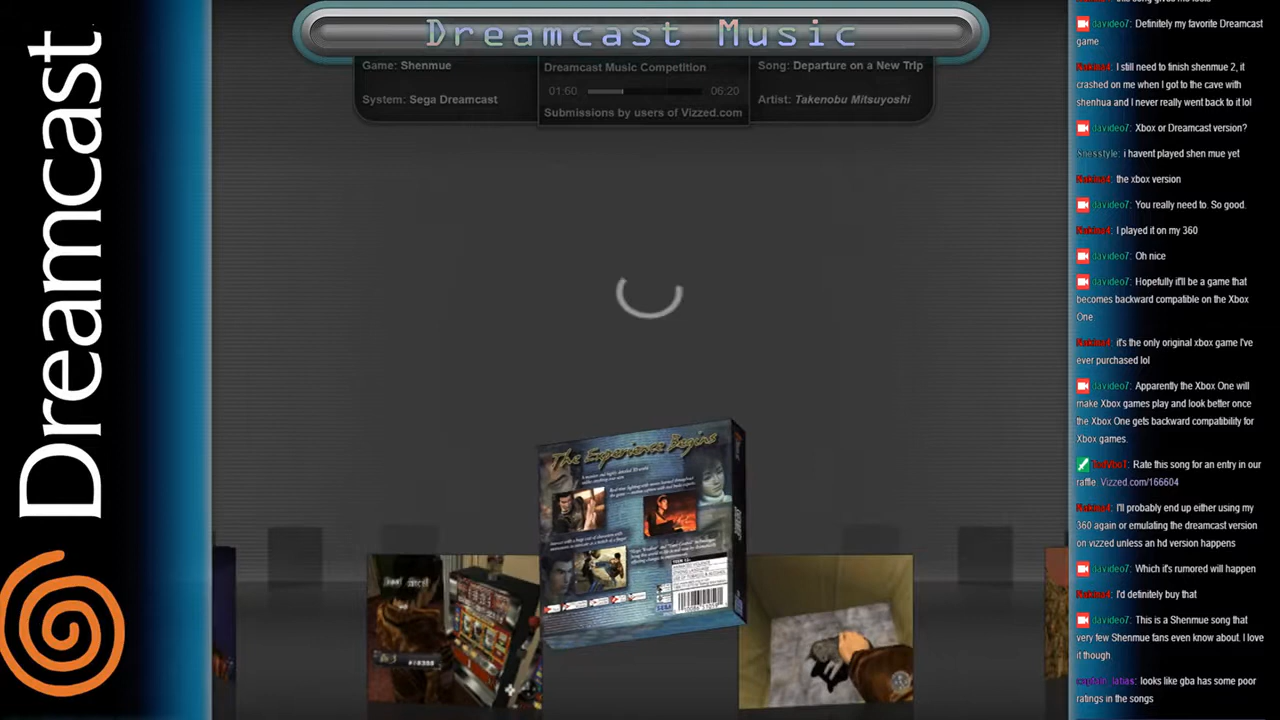 Dreamcast
Dreamcast Music
Game: Shenmue
System: Sega Dreamcast
Dreamcast Music Competition
01:60
06:20
Submissions by users of Vizzed.com
Song: Departure on a New Trip
Artist: Takenobu Mitsuyoshi
The Experience Begins
SEGA
davideo7: Definitely my favorite Dreamcast
game
I still need to finish shenmue 2, it
crashed on me when I got to the cave with
shenhua and I never really went back to it lol
davideo7: Xbox or Dreamcast version?
Snesstyle: i havent played shen mue yet
the xbox version
davideo7: You really need to. So good.
I played it on my 360
davideo7: Oh nice
davideo7: Hopefully it'll be a game that
becomes backward compatible on the Xbox
One.
it's the only original xbox game I've
ever purchased lol
davideo7: Apparently the Xbox One will
make Xbox games play and look better once
the Xbox One gets backward compatibility for
Xbox games.
Rate this song for an entry in our
raffle Vizzed.com/166604
I'll probably end up either using my
360 again or emulating the dreamcast version
on vizzed unless an hd version happens
davideo7: Which it's rumored will happen
I'd definitely buy that
davideo7: This is a Shenmue song that
very few Shenmue fans even know about. I love
it though
captain_latias: looks like gba has some poor
ratings in the songs